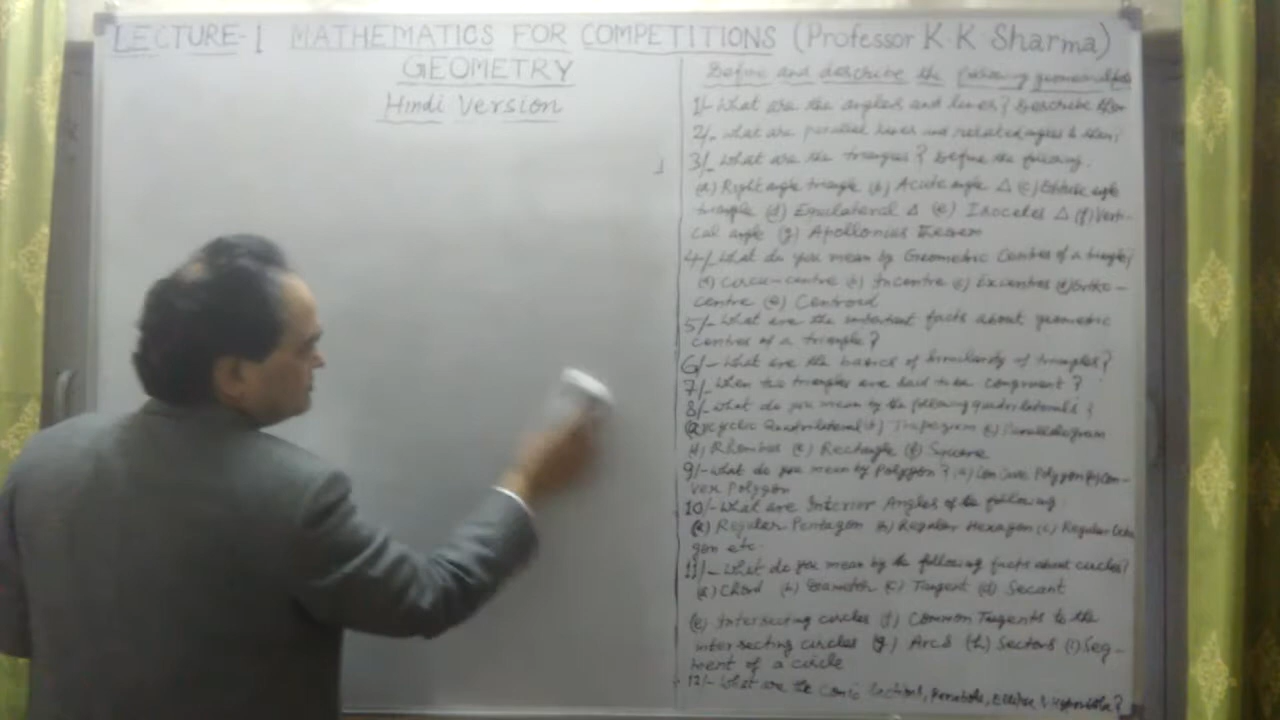 LECTURE-1 MATHEMATICS FOR COMPETITIONS (Professor K.K Sharma)
GEOMETRY
Hindi Version
Define and describe the following geometrical
1/- What are the angles and lines? Describe them
2/- What are parallel lines and related angles to them?
3/- What are the triangles? Define the following.
(a) Right angle triangle (b) Acute angle Δ (c) Obtuse angle
triangle (d) Equilateral Δ (e) Isoceles Δ (f) Verti-
cal angle (g) Apollonius Theorem
4/- What do you mean by Geometric Centres of a triangle?
(a) Circu-centre (b) Incentre (c) Excentres (d) Ortho-
centre (e) Centroid
5/- What are the important facts about geometric
centres of a triangle?
6/- What are the basics of similarity of triangles?
7/- When two triangles are said to be congruent?
8/- What do you mean by the following quadrilaterals?
(a) Cyclic Quadrilateral (b) Trapezium (c) Parallelogram
(d) Rhombus (e) Rectangle (f) Square
9/- What do you mean by Polygon? (a) Concave Polygon (b) Con-
vex Polygon
10/- What are Interior Angles of the following
(a) Regular Pentagon (b) Regular Hexagon (c) Regular Octa
gon etc.
11/- What do you mean by the following facts about circles?
(a) Chord (b) Diameter (c) Tangent (d) Secant
(e) Intersecting circles (f) Common Tangents to the
intersecting circles (g) Arcs (h) Sectors (i) Seg-
ment of a circle
12/- What are the conic sections, Parabola, Ellipse & Hyperbola?